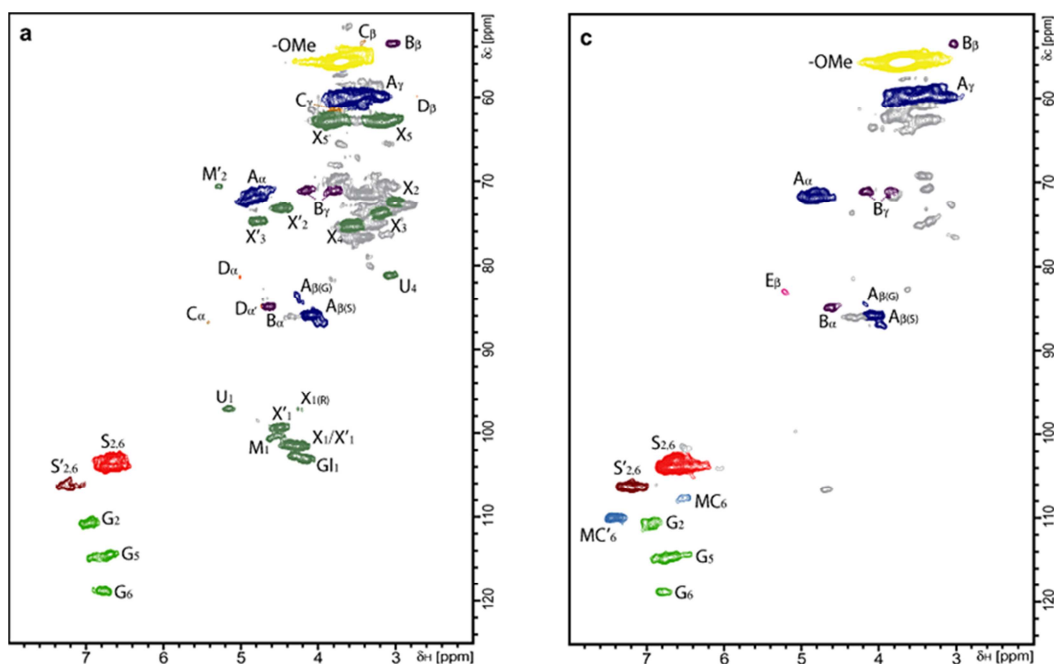 a
Cβ
Bβ
-OMe
Aγ
Cγ
Dβ
X5
X5
M'2
Aα
X2
Bγ
X'2
X3
X'3
X4
Dα
U4
Aβ(G)
Dα'
Aβ(S)
Cα
Bα
U1
X1(R)
X'1
M1
X1/X'1
Gl1
S2,6
S'2,6
G2
G5
G6
δc [ppm]
60
70
80
90
100
110
120
7
6
5
4
3
δH [ppm]
c
Bβ
-OMe
Aγ
Aα
Bγ
Eβ
Aβ(G)
Bα
Aβ(S)
S2,6
S'2,6
MC6
MC'6
G2
G5
G6
δc [ppm]
60
70
80
90
100
110
120
7
6
5
4
3
δH [ppm]